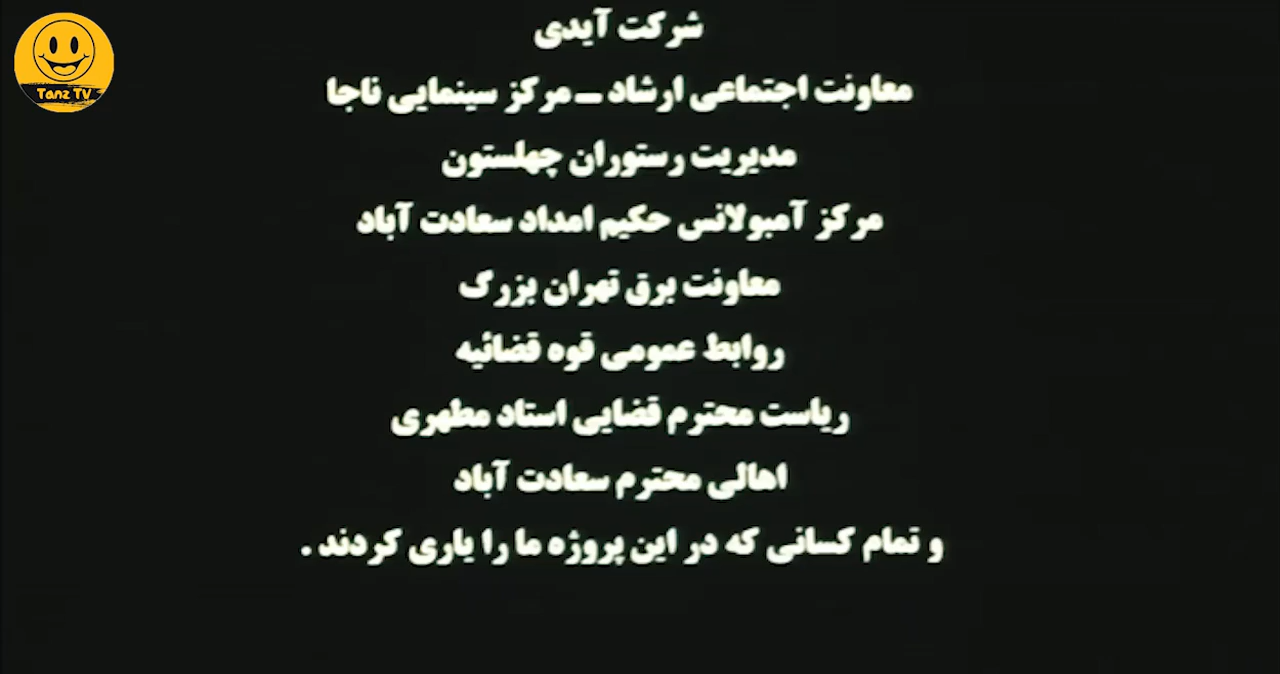 Tanz TV
شرکت آیدی
معاونت اجتماعی ارشاد ـ مرکز سینمایی ناجا
مدیریت رستوران چهلستون
مرکز آمبولانس حکیم امداد سعادت آباد
معاونت برق تهران بزرگ
روابط عمومی قوه قضائیه
ریاست محترم قضایی استاد مطهری
اهالی محترم سعادت آباد
و تمام کسانی که در این پروژه ما را یاری کردند .